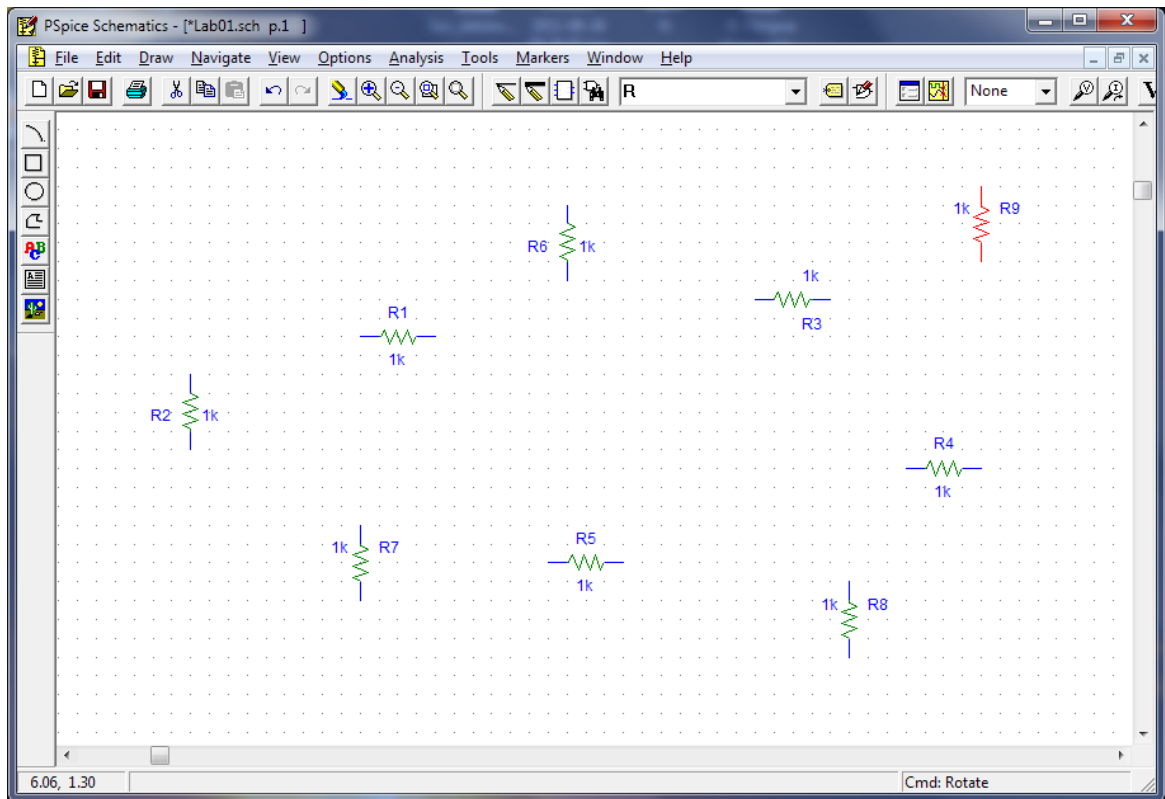 PSpice Schematics - [*Lab01.sch p.1 ]
File Edit Draw Navigate View Options Analysis Tools Markers Window Help
R None V
ABC
1k R9
R6 1k
1k
R3
R1
1k
R2 1k
R4
1k
1k R7
R5
1k
1k R8
6.06, 1.30 Cmd: Rotate